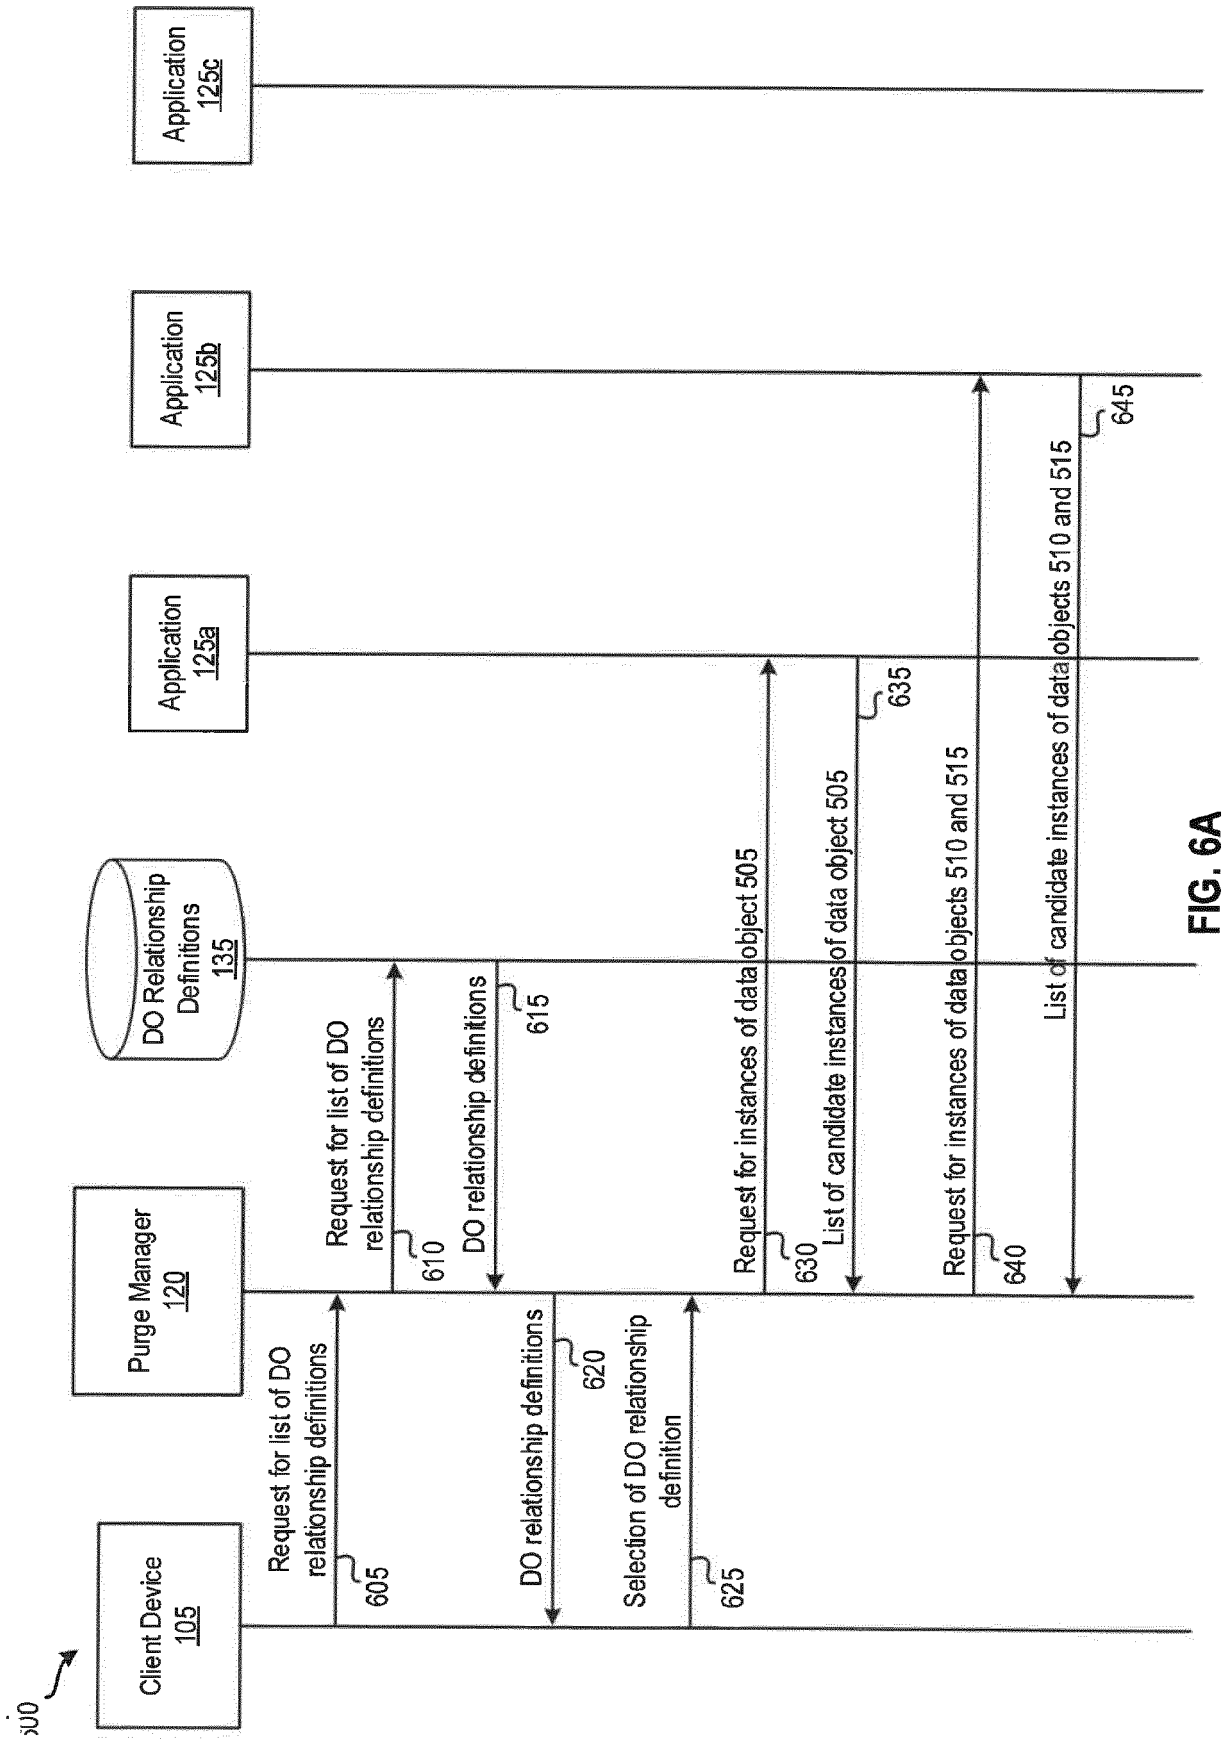 600
Client Device
105
Purge Manager
120
DO Relationship
Definitions
135
Application
125a
Application
125b
Application
125c
Request for list of DO
relationship definitions
605
Request for list of DO
relationship definitions
610
DO relationship definitions
615
DO relationship definitions
620
Selection of DO relationship
definition
625
Request for instances of data object 505
630
List of candidate instances of data object 505
635
Request for instances of data objects 510 and 515
640
List of candidate instances of data objects 510 and 515
645
FIG. 6A